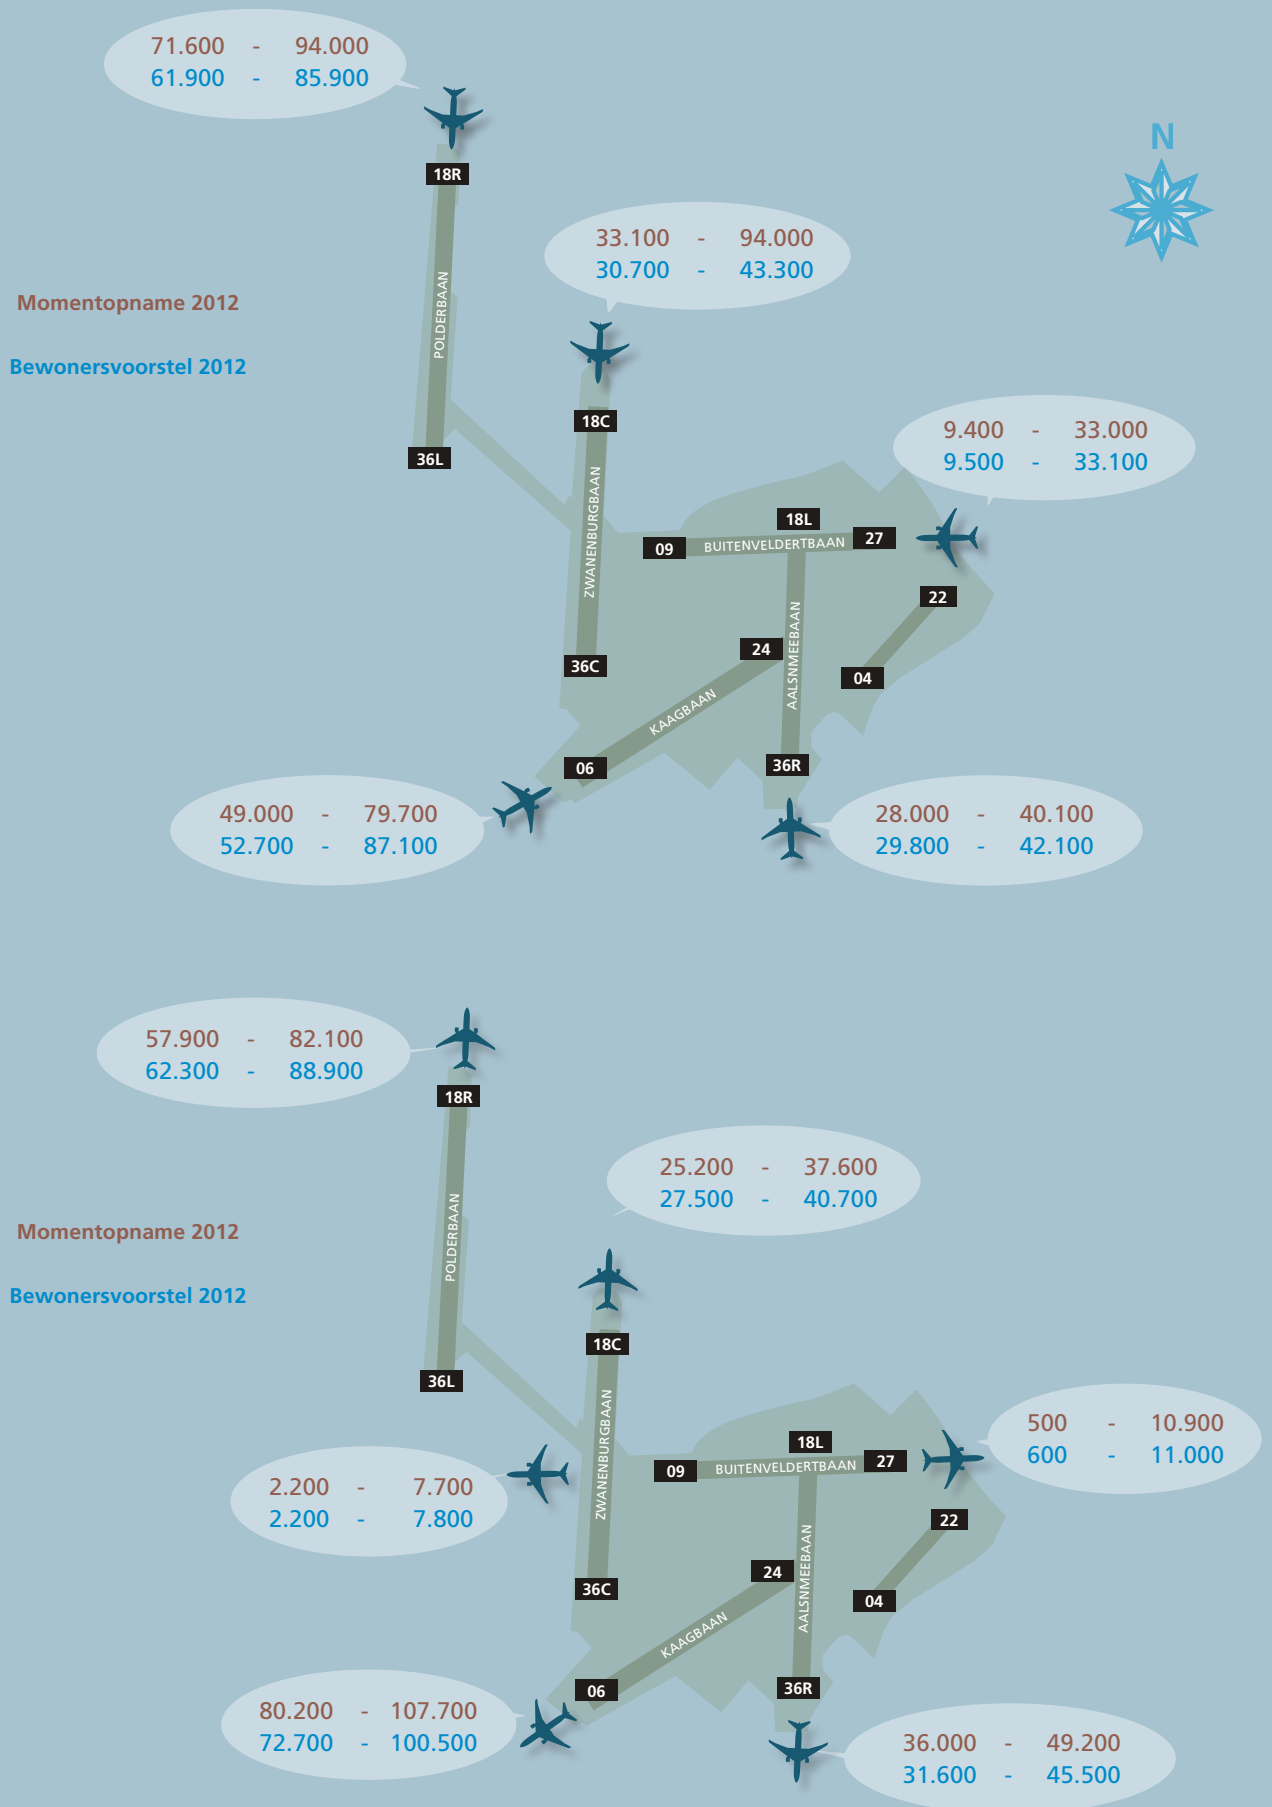 71.600 - 94.000
61.900 - 85.900
N
18R
33.100 - 94.000
30.700 - 43.300
POLDERBAAN
Momentopname 2012
Bewonersvoorstel 2012
18C
9.400 - 33.000
9.500 - 33.100
36L
ZWANENBURGBAAN
18L
09
BUITENVELDERTBAAN
27
22
24
AALSNMEEBAAN
36C
04
KAAGBAAN
06
36R
49.000 - 79.700
52.700 - 87.100
28.000 - 40.100
29.800 - 42.100
57.900 - 82.100
62.300 - 88.900
18R
25.200 - 37.600
27.500 - 40.700
POLDERBAAN
Momentopname 2012
Bewonersvoorstel 2012
18C
36L
ZWANENBURGBAAN
500 - 10.900
600 - 11.000
18L
09
BUITENVELDERTBAAN
27
2.200 - 7.700
2.200 - 7.800
22
24
AALSNMEEBAAN
36C
04
KAAGBAAN
06
36R
80.200 - 107.700
72.700 - 100.500
36.000 - 49.200
31.600 - 45.500